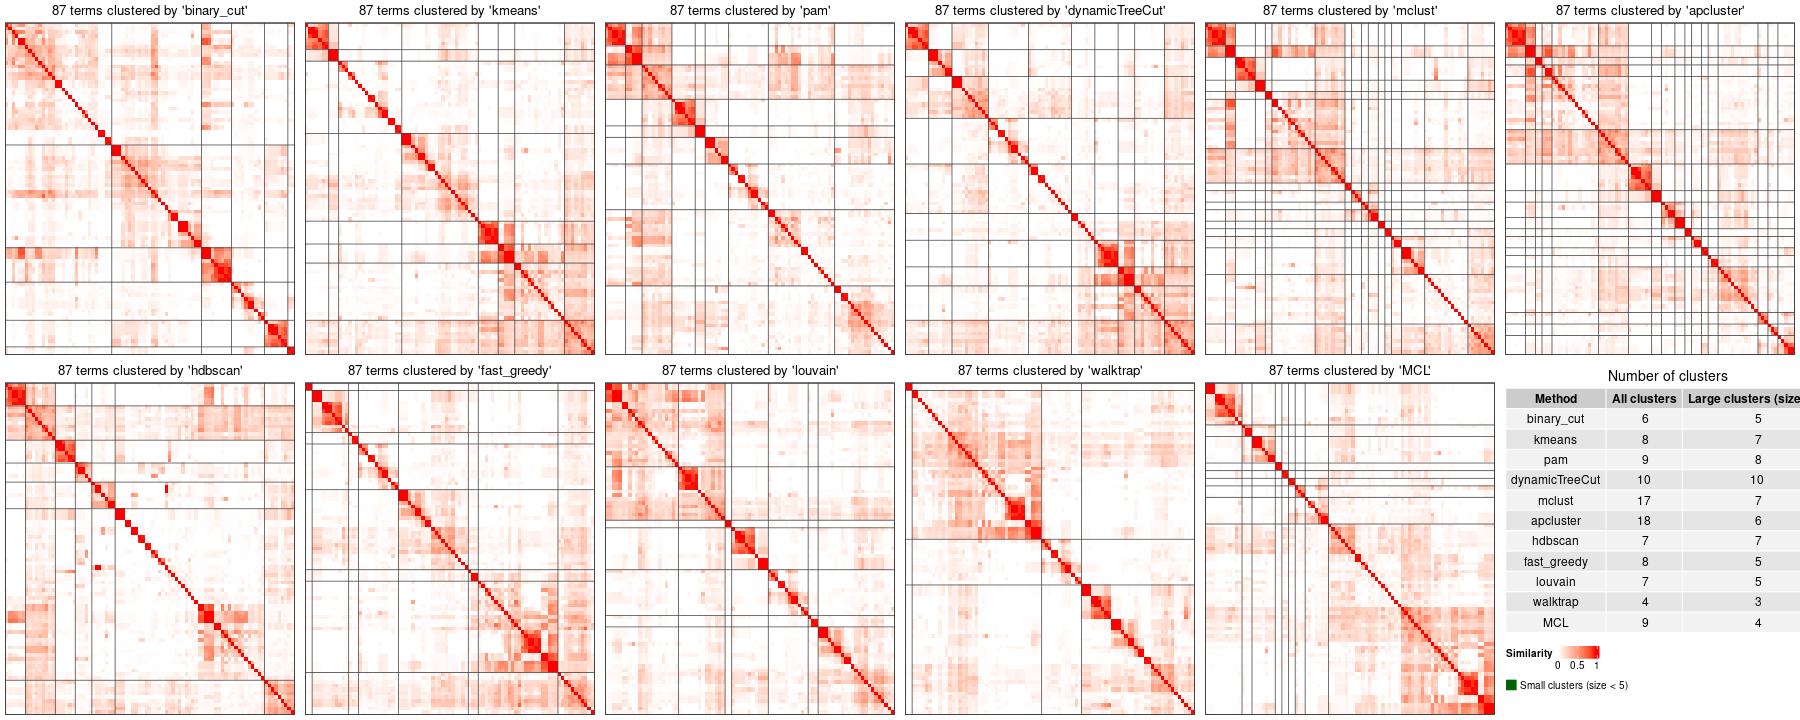 87 terms clustered by 'binary_cut'
87 terms clustered by 'kmeans'
87 terms clustered by 'pam'
87 terms clustered by 'dynamicTreeCut'
87 terms clustered by 'mclust'
87 terms clustered by 'apcluster'
87 terms clustered by 'hdbscan'
87 terms clustered by 'fast_greedy'
87 terms clustered by 'louvain'
87 terms clustered by 'walktrap'
87 terms clustered by 'MCL'
Number of clusters
Method All clusters Large clusters (size
binary_cut 6 5
kmeans 8 7
pam 9 8
dynamicTreeCut 10 10
mclust 17 7
apcluster 18 6
hdbscan 7 7
fast_greedy 8 5
louvain 7 5
walktrap 4 3
MCL 9 4
Similarity
0 0.5 1
Small clusters (size < 5)